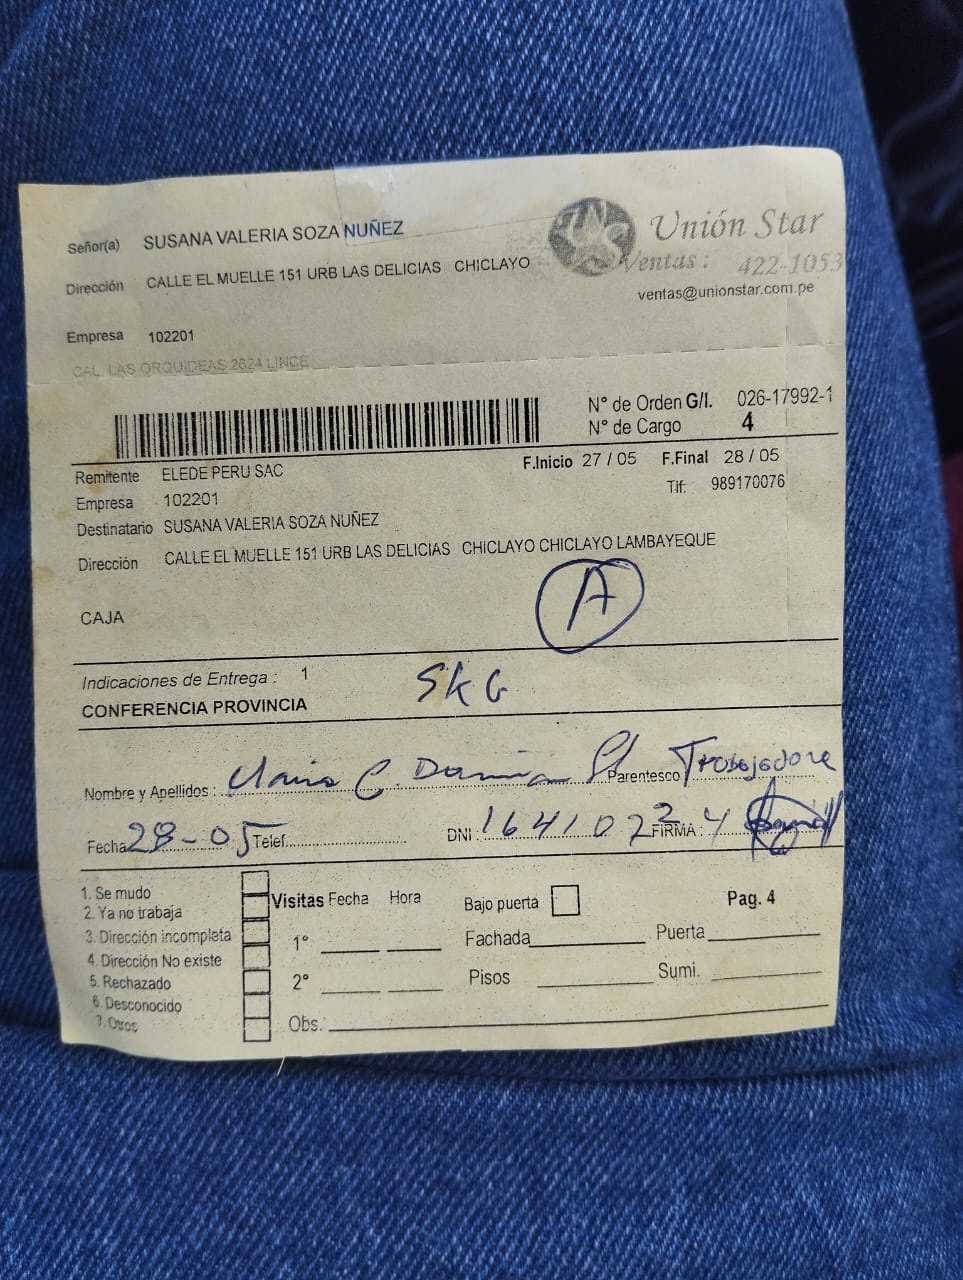 Señor(a) SUSANA VALERIA SOZA NUÑEZ
Unión Star
Dirección CALLE EL MUELLE 151 URB LAS DELICIAS CHICLAYO
Ventas : 422-1053
ventas@unionstar.com.pe
Empresa 102201
CAL. LAS ORQUIDEAS 2824 LINCE
N° de Orden G/I. 026-17992-1
N° de Cargo 4
Remitente ELEDE PERU SAC
F.Inicio 27 / 05 F.Final 28 / 05
Empresa 102201
Tlf: 989170076
Destinatario SUSANA VALERIA SOZA NUÑEZ
Dirección CALLE EL MUELLE 151 URB LAS DELICIAS CHICLAYO CHICLAYO LAMBAYEQUE
A
CAJA
Indicaciones de Entrega : 1
SKG
CONFERENCIA PROVINCIA
Nombre y Apellidos : C. Parentesco Trabajadora
Fecha 28-05 Telef. DNI : FIRMA :
1. Se mudo
2. Ya no trabaja
3. Dirección incompleta
4. Dirección No existe
5. Rechazado
6. Desconocido
7. Otros
Visitas Fecha Hora
1°
2°
Obs.
Bajo puerta
Pag. 4
Fachada Puerta
Pisos Sumi.